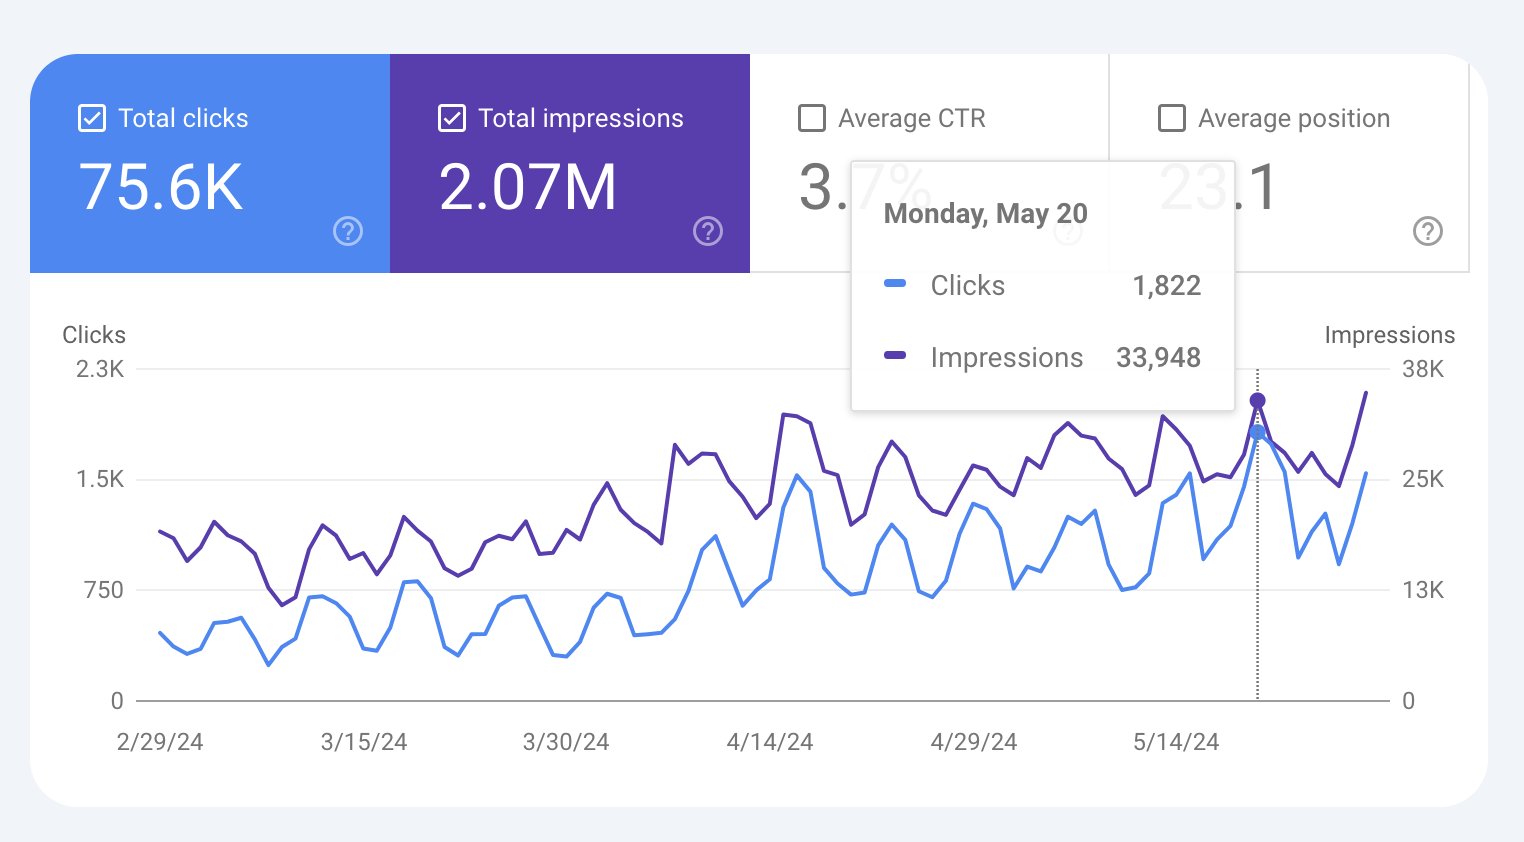 Total clicks
75.6K
Total impressions
2.07M
Average CTR
3.7%
Average position
23.1
Monday, May 20
Clicks 1,822
Impressions 33,948
Clicks
2.3K
1.5K
750
0
Impressions
38K
25K
13K
0
2/29/24 3/15/24 3/30/24 4/14/24 4/29/24 5/14/24